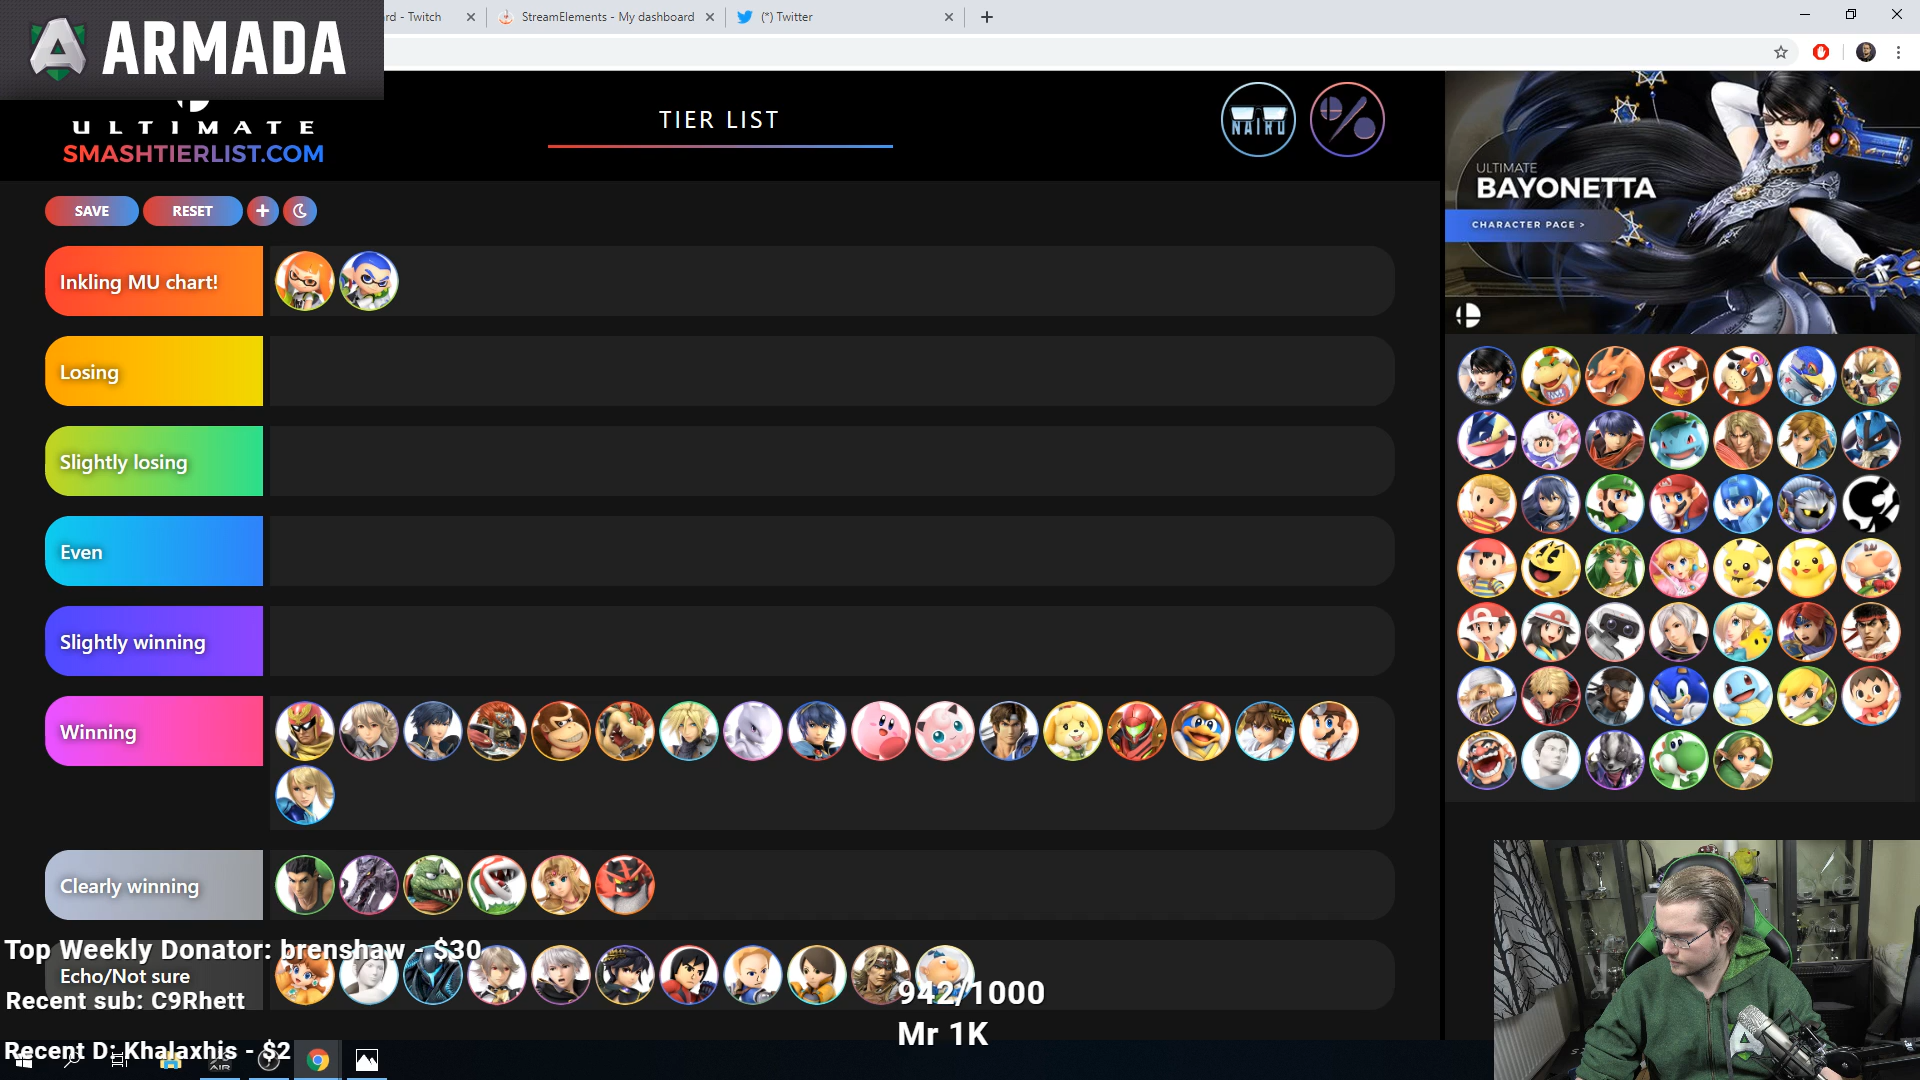 ARMADA
rd - Twitch
StreamElements - My dashboard
(*) Twitter
ULTIMATE
SMASHTIERLIST.COM
TIER LIST
NAIRO
ULTIMATE
BAYONETTA
CHARACTER PAGE >
SAVE
RESET
Inkling MU chart!
Losing
Slightly losing
Even
Slightly winning
Winning
Clearly winning
Top Weekly Donator: brenshaw - $30
Echo/Not sure
Recent sub: C9Rhett
942/1000
Mr 1K
Recent D: Khalaxhis - $2
AIR